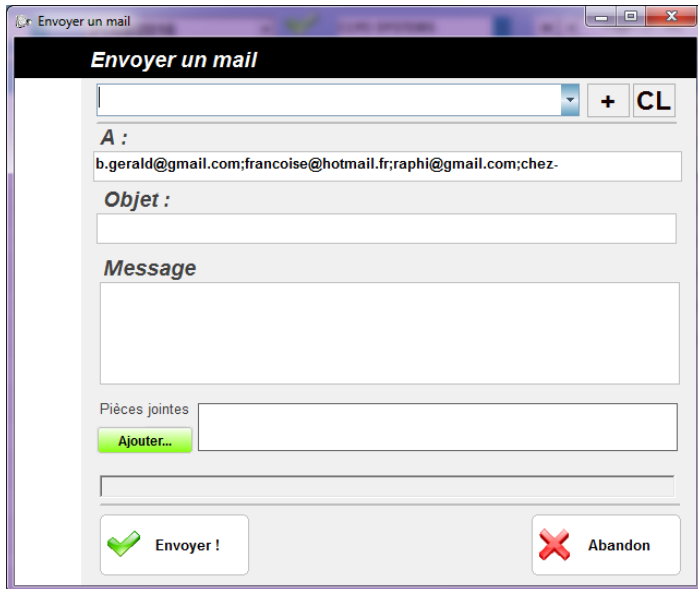 Envoyer un mail
Envoyer un mail
+ CL
A :
b.gerald@gmail.com;francoise@hotmail.fr;raphi@gmail.com;chez-
Objet :
Message
Pièces jointes
Ajouter...
Envoyer !
Abandon